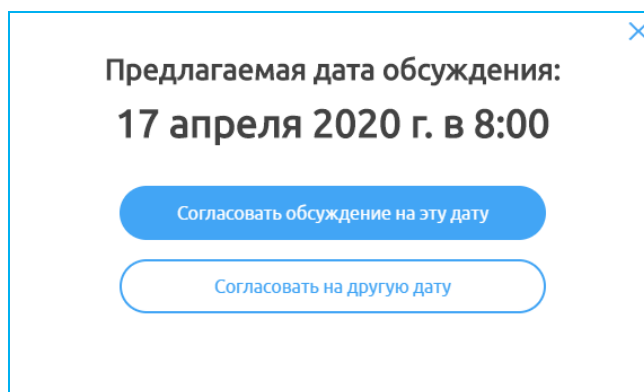 Предлагаемая дата обсуждения:
17 апреля 2020 г. в 8:00
Согласовать обсуждение на эту дату
Согласовать на другую дату